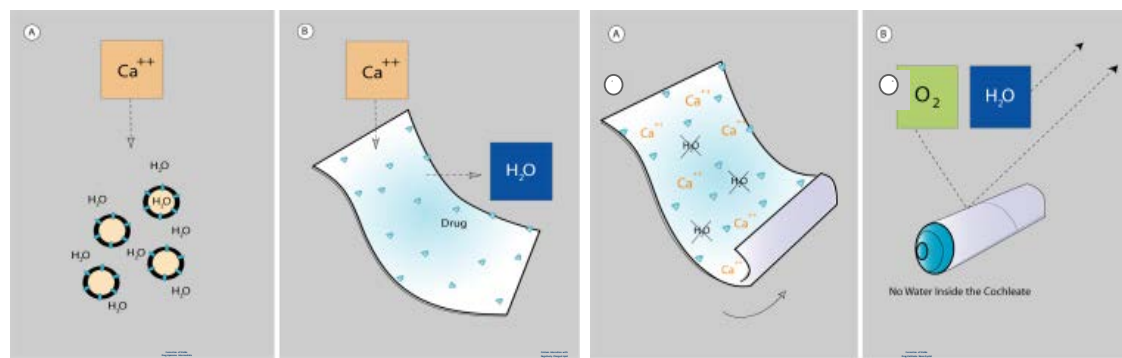 A
Ca++
H2O
H2O
H2O
H2O
H2O
H2O
H2O
H2O
B
Ca++
H2O
Drug
A
Ca++
Ca++
Ca++
H2O
H2O
Ca++
H2O
Ca++
Ca++
B
O2
H2O
No Water Inside the Cochleate